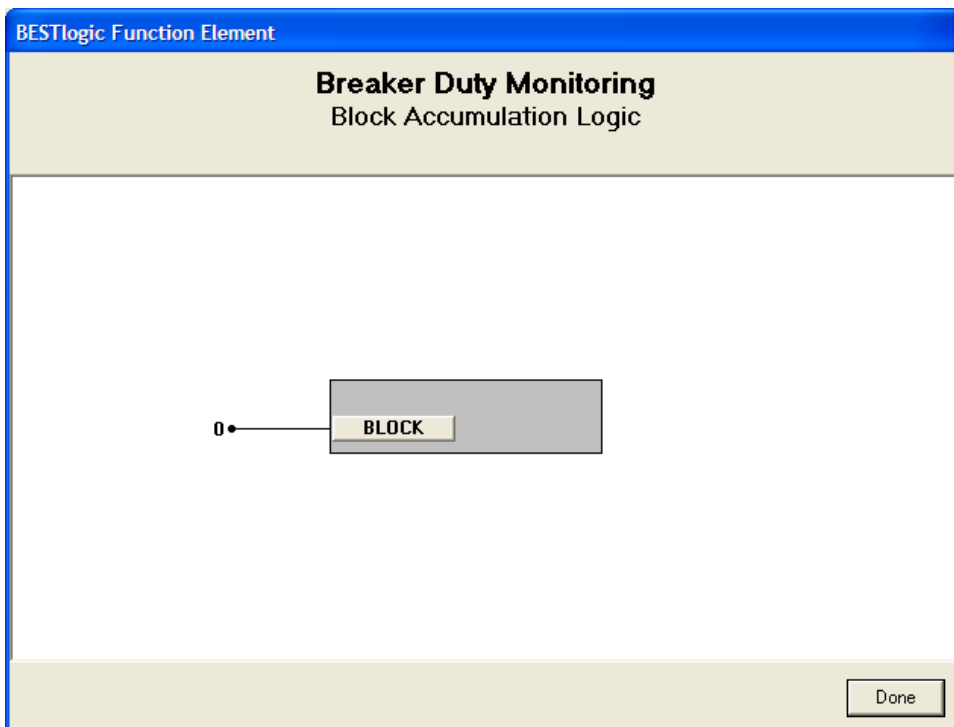 BESTlogic Function Element
Breaker Duty Monitoring
Block Accumulation Logic
0 BLOCK
Done